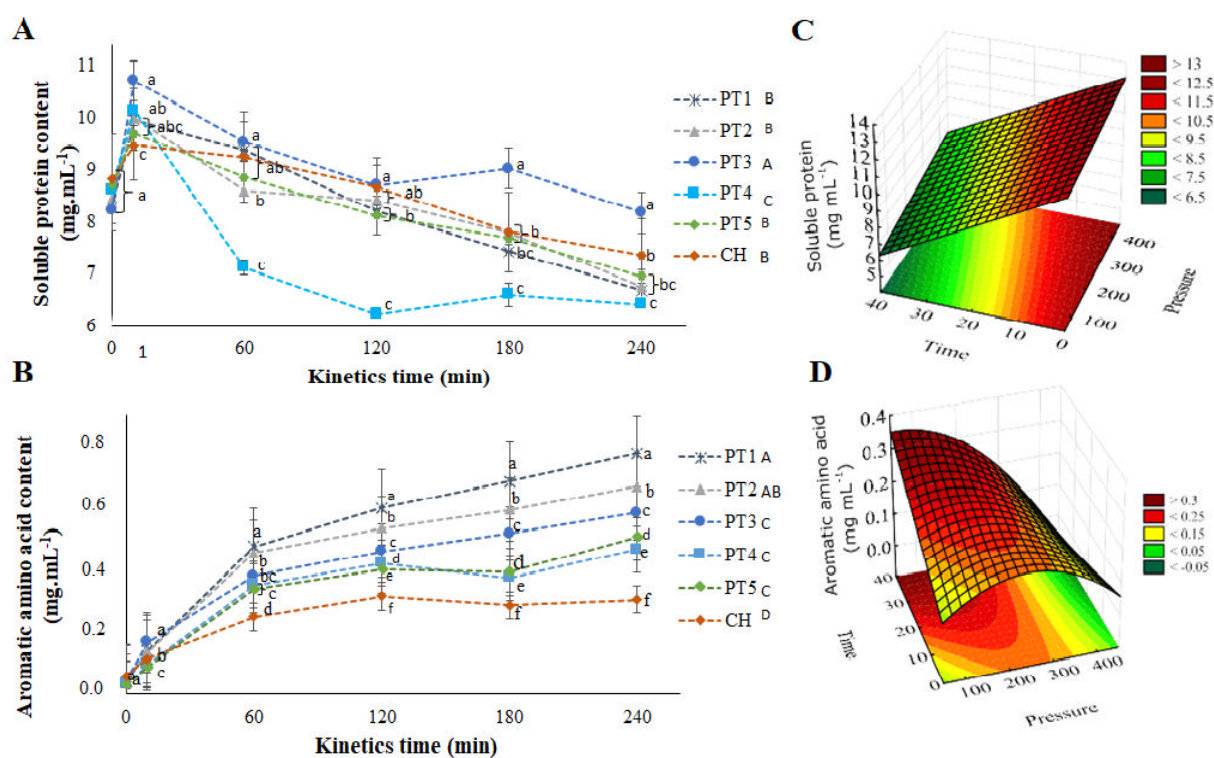 A
Soluble protein content
(mg.mL-1)
11
10
9
8
7
6
a
ab
abc
c
a
a
ab
b
c
a
ab
b
c
a
b
bc
c
a
b
bc
c
0
1
60
120
180
240
Kinetics time (min)
PT1 B
PT2 B
PT3 A
PT4 C
PT5 B
CH B
B
Aromatic amino acid content
(mg.mL-1)
0.8
0.6
0.4
0.2
0.0
a
a
b
c
a
b
bc
c
d
a
b
c
d
e
f
a
b
c
d
e
f
a
b
c
d
e
f
0
60
120
180
240
Kinetics time (min)
PT1 A
PT2 AB
PT3 C
PT4 C
PT5 C
CH D
C
Soluble protein
(mg mL-1)
14
13
12
11
10
9
8
7
6
5
40
30
20
10
0
Time
100
200
300
400
Pressure
> 13
< 12.5
< 11.5
< 10.5
< 9.5
< 8.5
< 7.5
< 6.5
D
Aromatic amino acid
(mg mL-1)
0.4
0.3
0.2
0.1
0.0
40
30
20
10
0
Time
100
200
300
400
Pressure
> 0.3
< 0.25
< 0.15
< 0.05
< -0.05